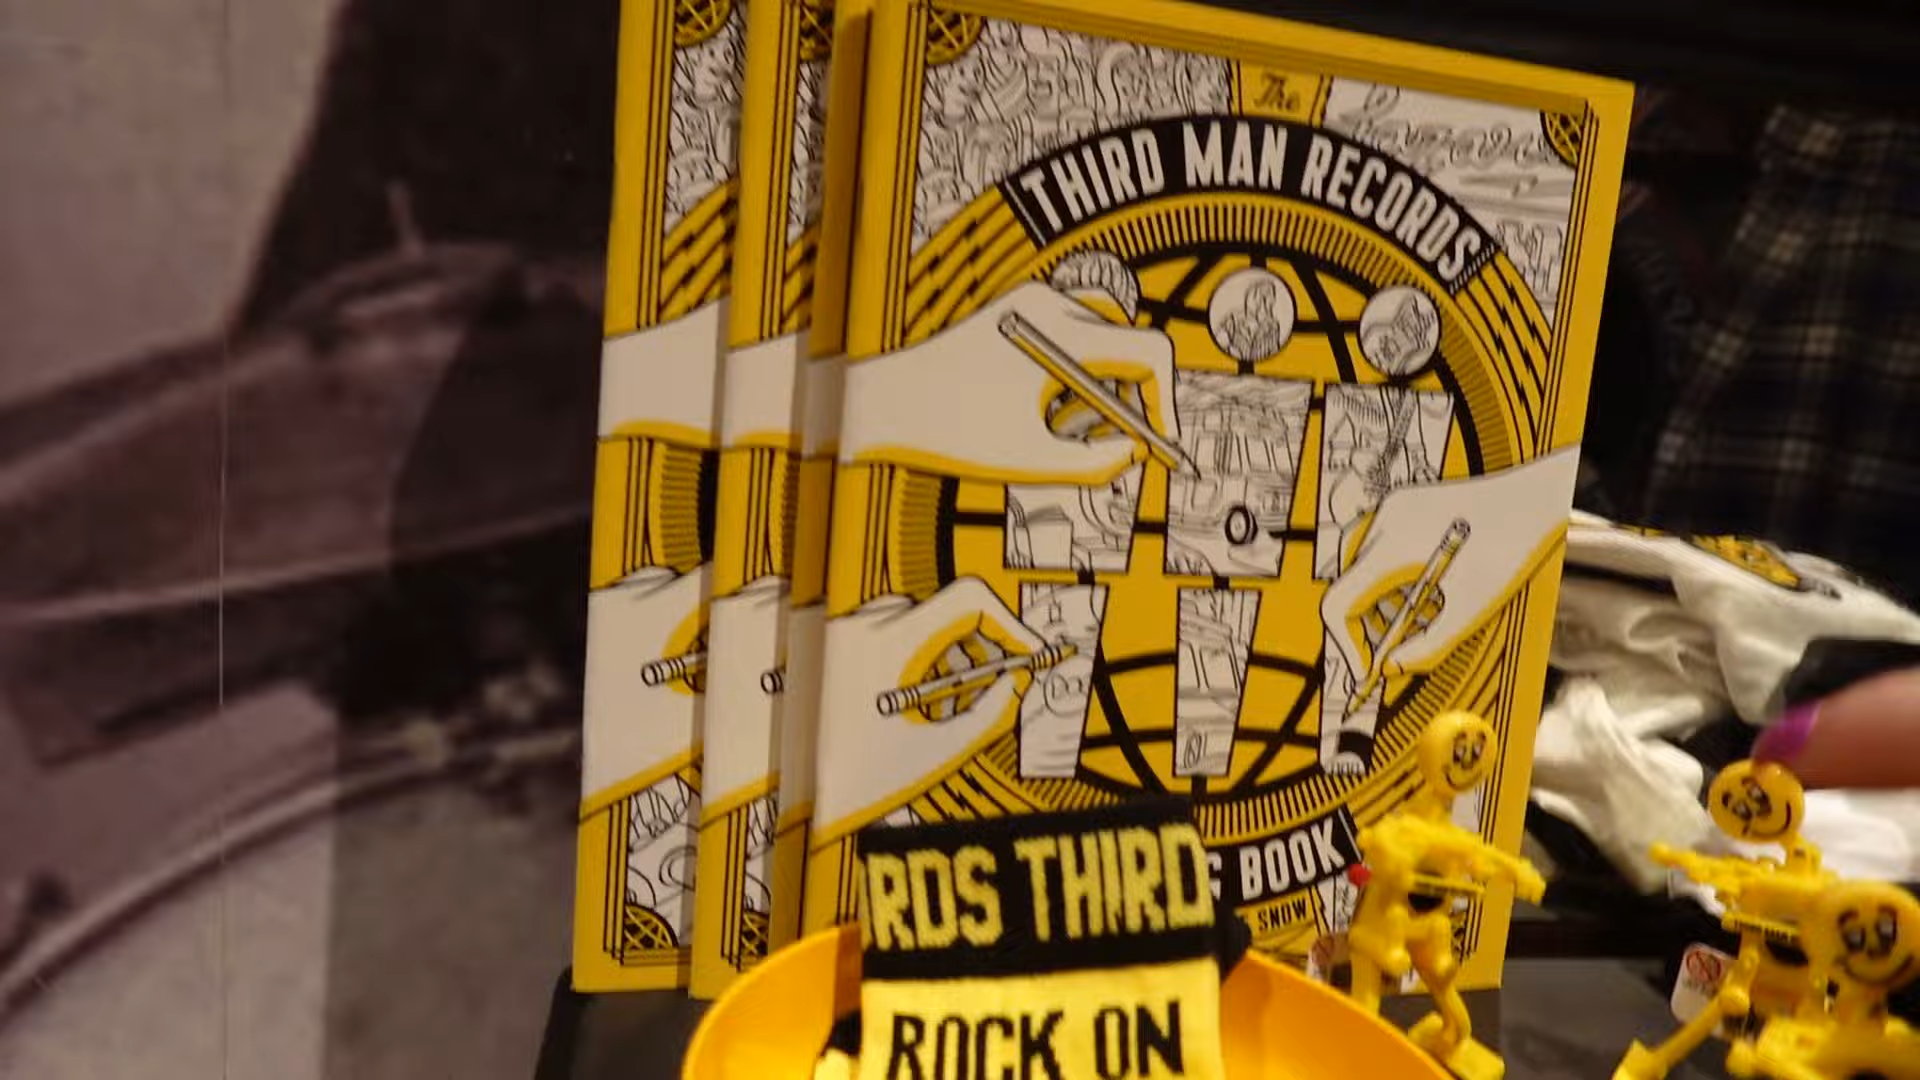 The
THIRD MAN RECORDS
BOOK
SNOW
RDS THIRD
ROCK ON